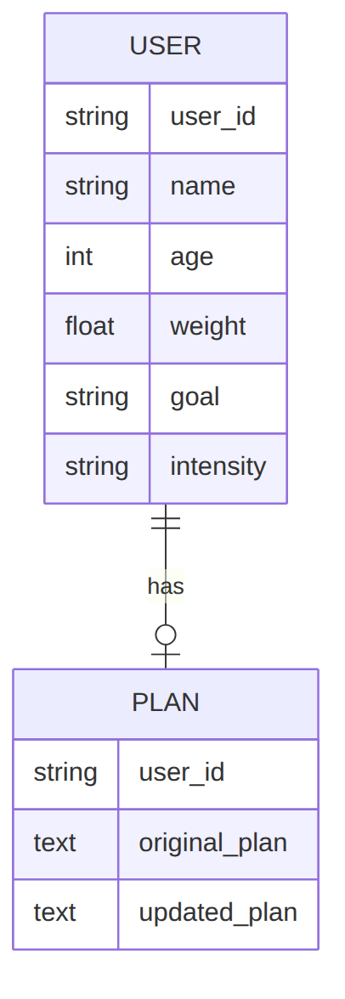 USER
string user_id
string name
int age
float weight
string goal
string intensity
has
PLAN
string user_id
text original_plan
text updated_plan